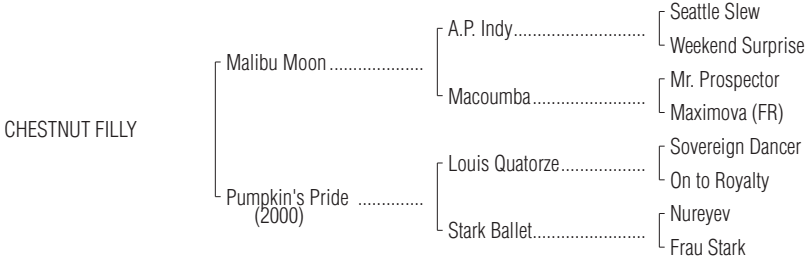 Seattle Slew
A.P. Indy............................
Weekend Surprise
Malibu Moon....................
Mr. Prospector
Macoumba........................
Maximova (FR)
CHESTNUT FILLY
Sovereign Dancer
Louis Quatorze..................
On to Royalty
Pumpkin's Pride ..............
(2000)
Nureyev
Stark Ballet........................
Frau Stark